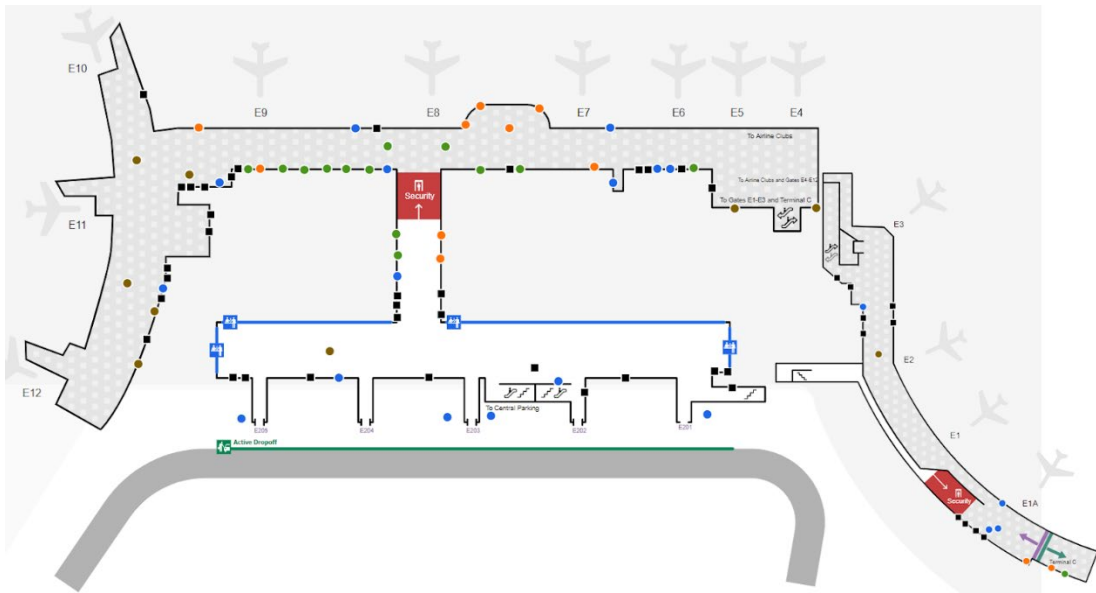 E10
E9
E8
E7
E6
E5
E4
To Airline Clubs
To Airline Clubs and Gates E4-E12
Security
To Gates E1-E3 and Terminal C
E11
E3
E2
E12
To Central Parking
E205
E204
E203
E202
E201
Active Dropoff
E1
Security
E1A
Terminal C